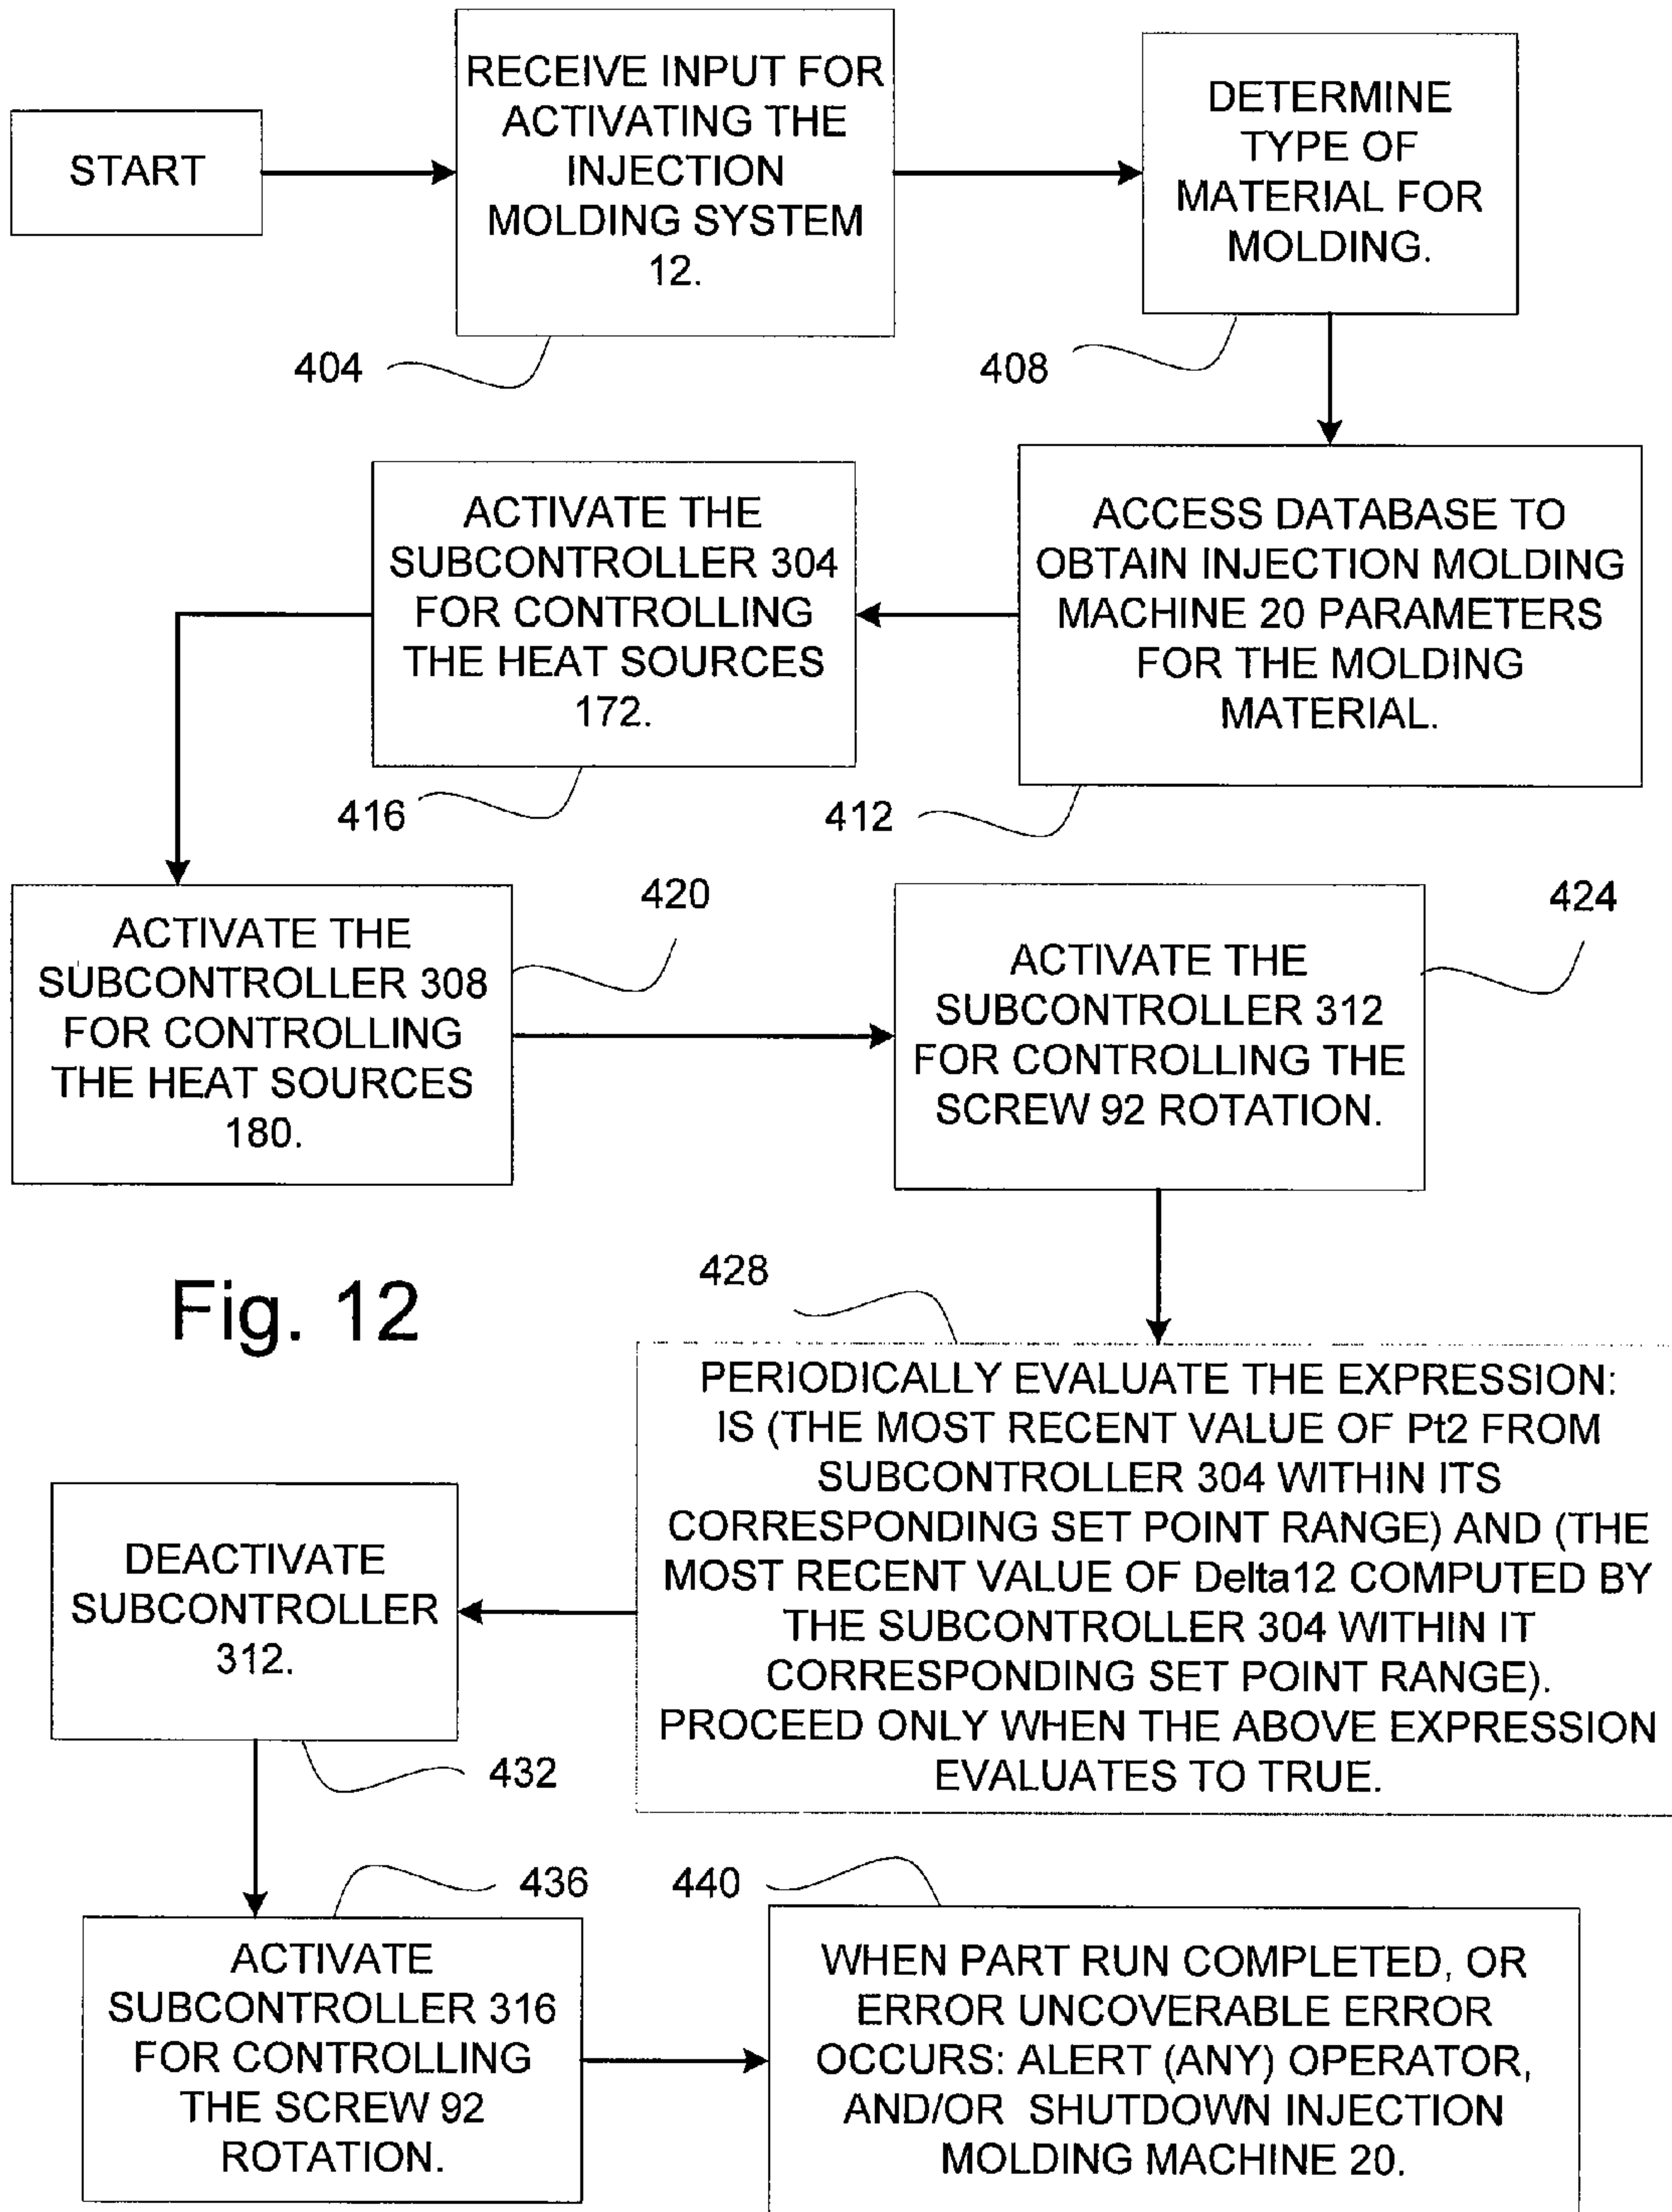 START
RECEIVE INPUT FOR
ACTIVATING THE
INJECTION
MOLDING SYSTEM
12.
DETERMINE
TYPE OF
MATERIAL FOR
MOLDING.
404
408
ACCESS DATABASE TO
OBTAIN INJECTION MOLDING
MACHINE 20 PARAMETERS
FOR THE MOLDING
MATERIAL.
412
ACTIVATE THE
SUBCONTROLLER 304
FOR CONTROLLING
THE HEAT SOURCES
172.
416
ACTIVATE THE
SUBCONTROLLER 308
FOR CONTROLLING
THE HEAT SOURCES
180.
420
ACTIVATE THE
SUBCONTROLLER 312
FOR CONTROLLING THE
SCREW 92 ROTATION.
424
Fig. 12
428
PERIODICALLY EVALUATE THE EXPRESSION:
IS (THE MOST RECENT VALUE OF Pt2 FROM
SUBCONTROLLER 304 WITHIN ITS
CORRESPONDING SET POINT RANGE) AND (THE
MOST RECENT VALUE OF Delta12 COMPUTED BY
THE SUBCONTROLLER 304 WITHIN IT
CORRESPONDING SET POINT RANGE).
PROCEED ONLY WHEN THE ABOVE EXPRESSION
EVALUATES TO TRUE.
DEACTIVATE
SUBCONTROLLER
312.
432
436
ACTIVATE
SUBCONTROLLER 316
FOR CONTROLLING
THE SCREW 92
ROTATION.
440
WHEN PART RUN COMPLETED, OR
ERROR UNCOVERABLE ERROR
OCCURS: ALERT (ANY) OPERATOR,
AND/OR SHUTDOWN INJECTION
MOLDING MACHINE 20.